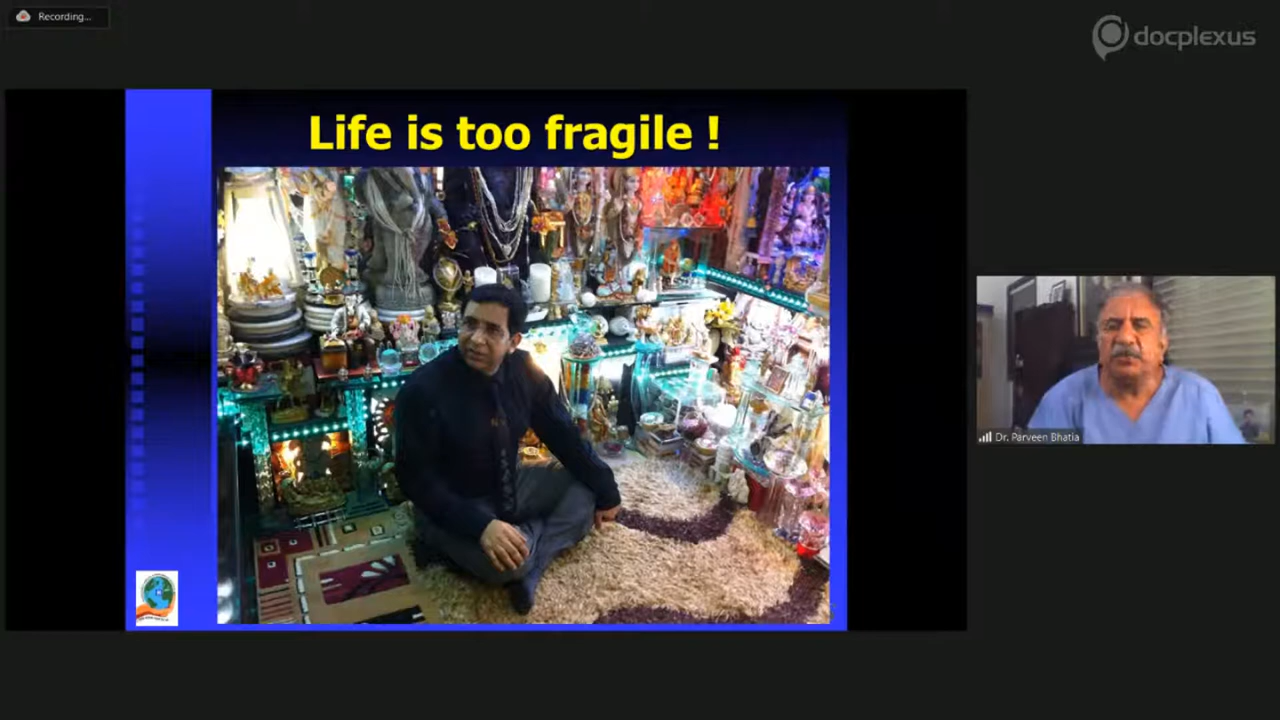 Recording...
docplexus
Life is too fragile !
Dr. Parveen Bhatia